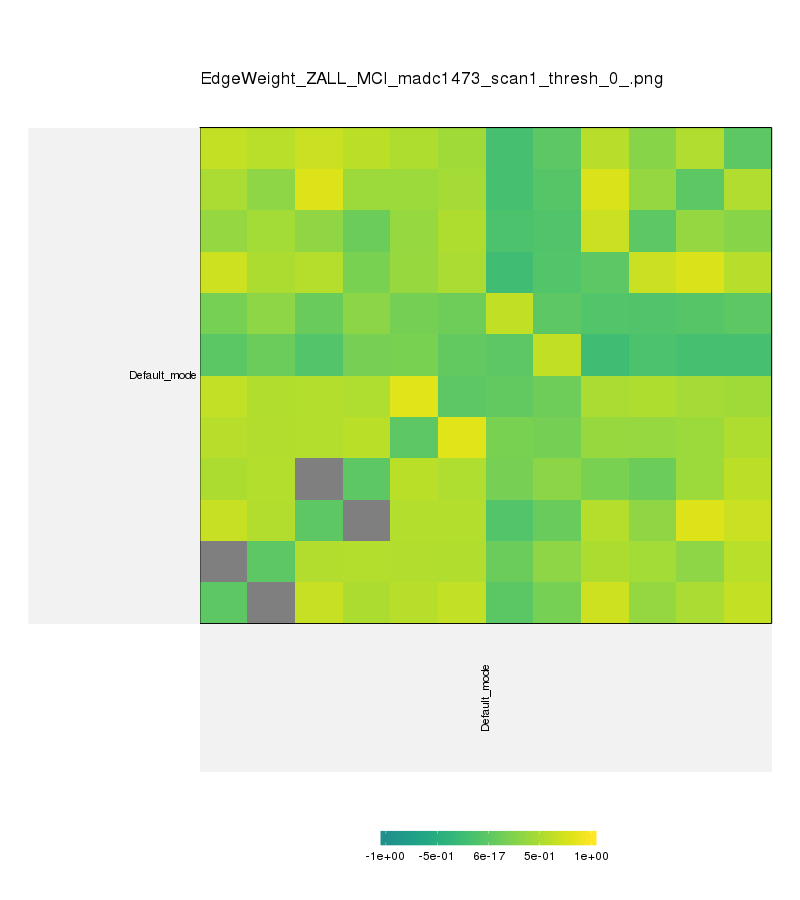 EdgeWeight_ZALL_MCI_madc1473_scan1_thresh_0_.png
Default_mode
Default_mode
-1e+00 -5e-01 6e-17 5e-01 1e+00